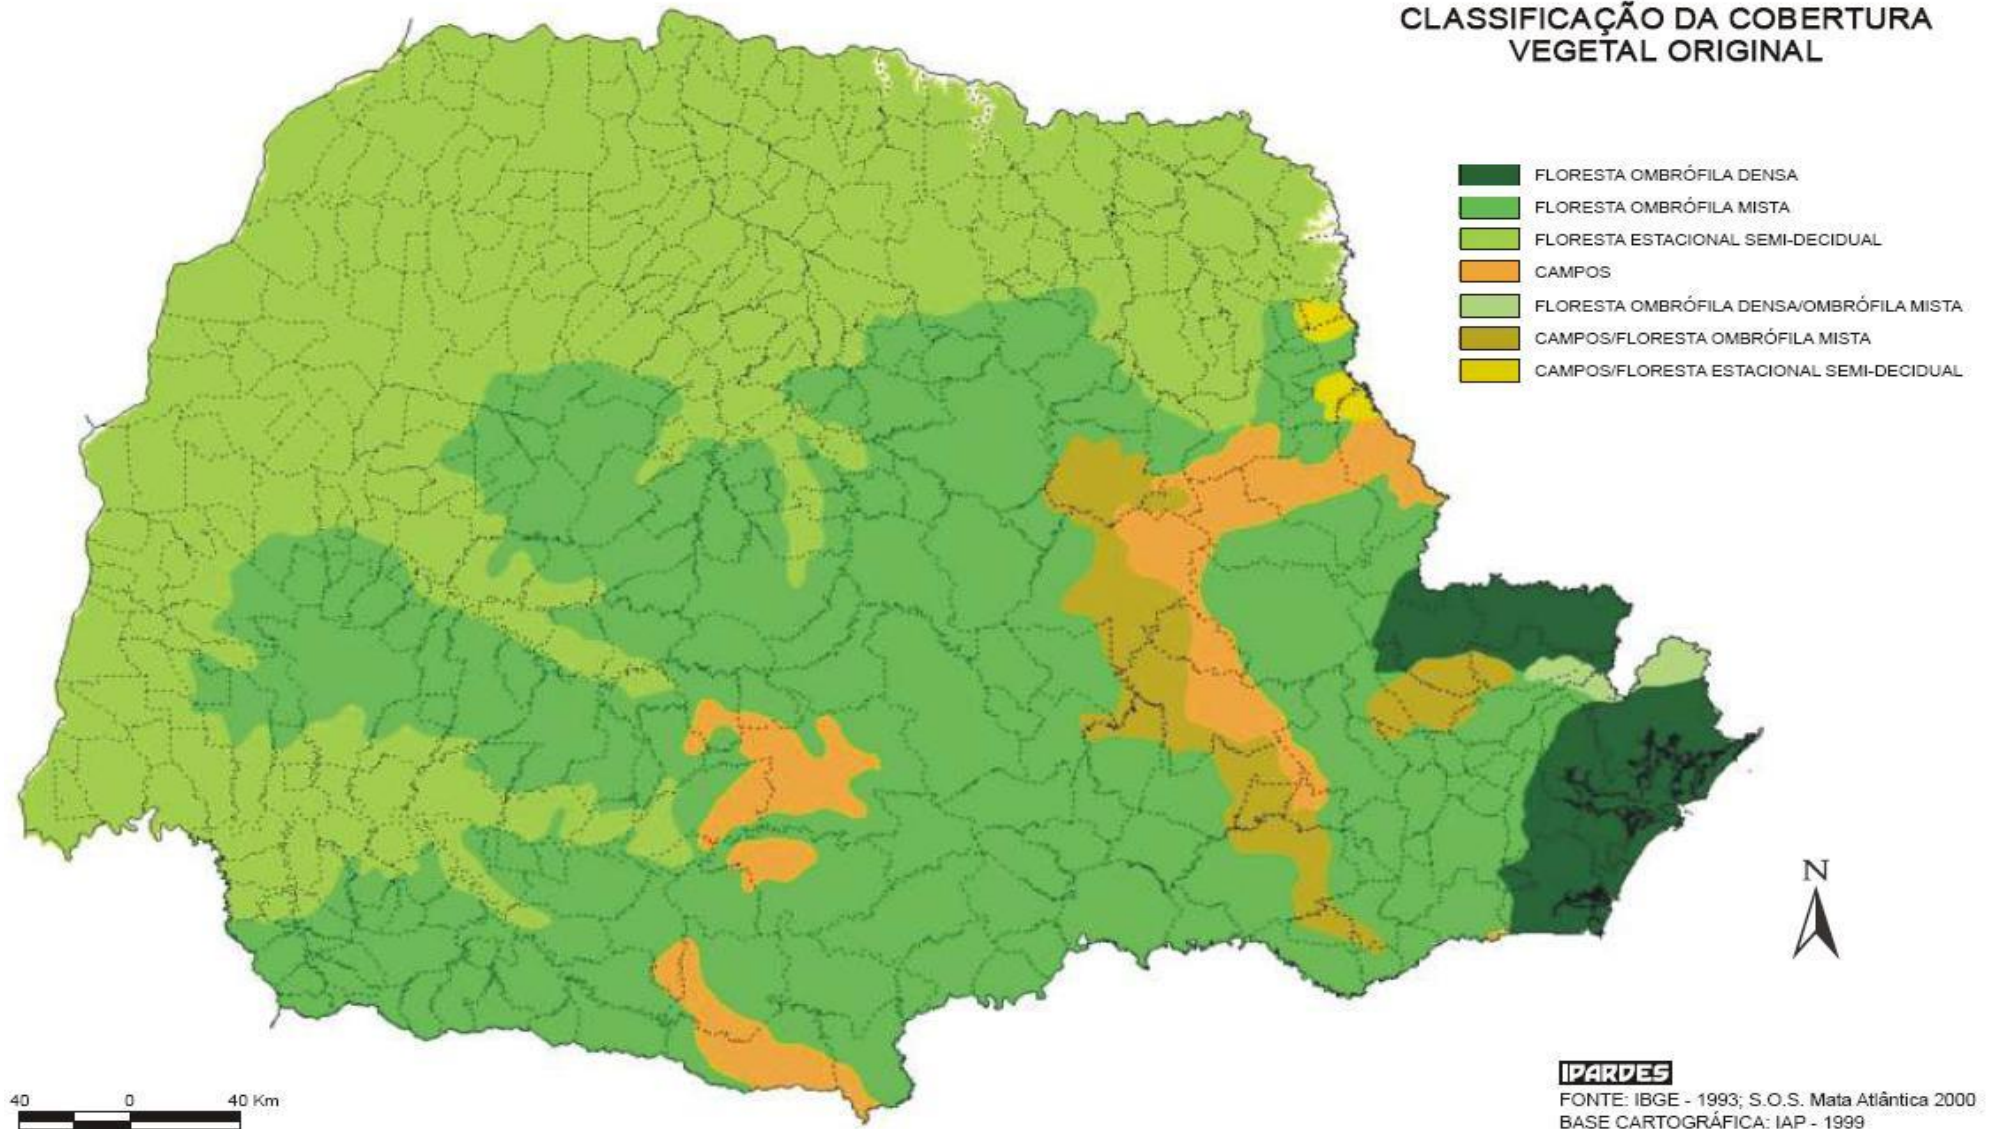 CLASSIFICAÇÃO DA COBERTURA
VEGETAL ORIGINAL
FLORESTA OMBRÓFILA DENSA
FLORESTA OMBRÓFILA MISTA
FLORESTA ESTACIONAL SEMI-DECIDUAL
CAMPOS
FLORESTA OMBRÓFILA DENSA/OMBRÓFILA MISTA
CAMPOS/FLORESTA OMBRÓFILA MISTA
CAMPOS/FLORESTA ESTACIONAL SEMI-DECIDUAL
N
40 0 40 Km
IPARDES
FONTE: IBGE - 1993; S.O.S. Mata Atlântica 2000
BASE CARTOGRÁFICA: IAP - 1999